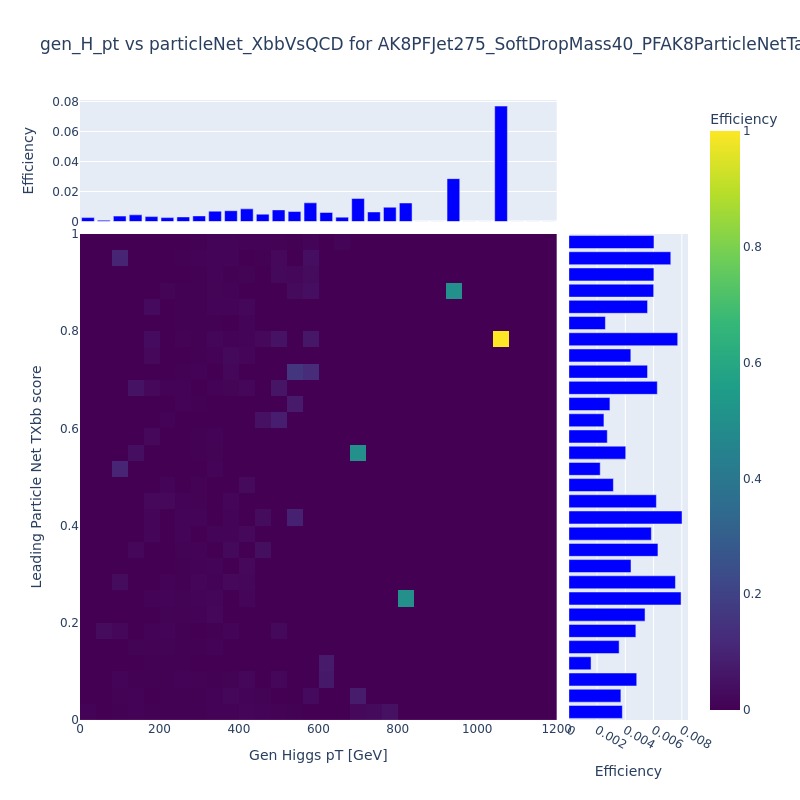 gen_H_pt vs particleNet_XbbVsQCD for AK8PFJet275_SoftDropMass40_PFAK8ParticleNetTa
Efficiency
0.08
0.06
0.04
0.02
0
Efficiency
1
0.8
0.6
0.4
0.2
0
Leading Particle Net TXbb score
1
0.8
0.6
0.4
0.2
0
0 200 400 600 800 1000 1200
Gen Higgs pT [GeV]
0 0.002 0.004 0.006 0.008
Efficiency